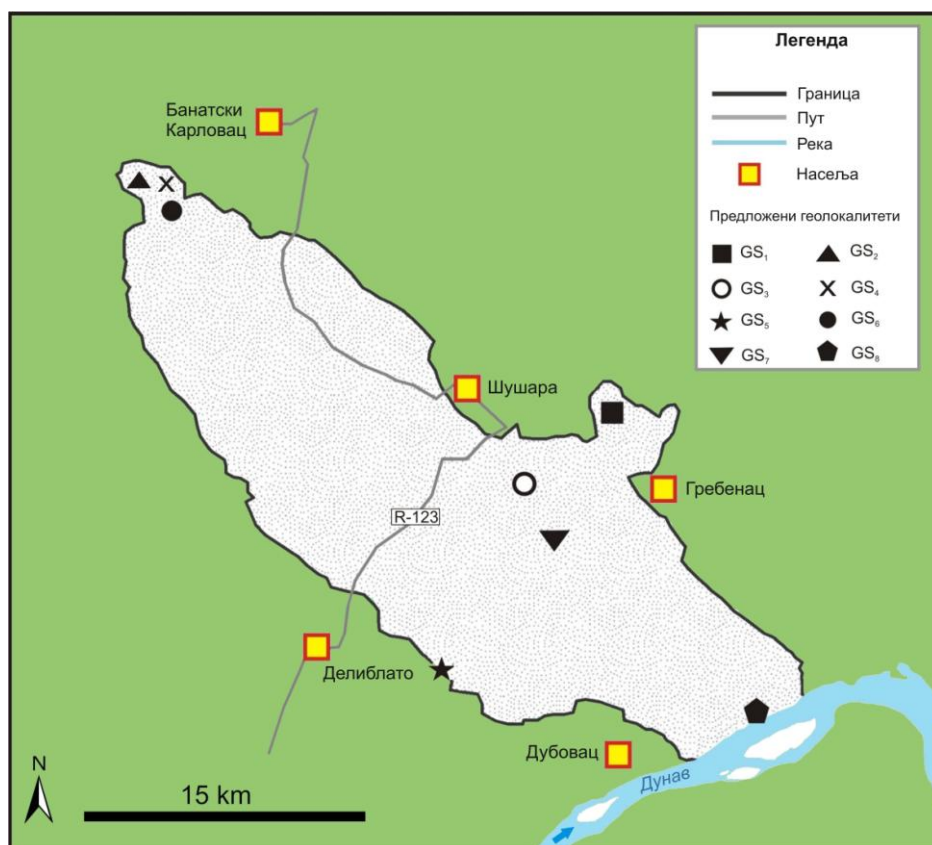 Легенда
Граница
Пут
Река
Насеља
Предложени геолокалитети
GS₁
GS₂
GS₃
GS₄
GS₅
GS₆
GS₇
GS₈
Банатски
Карловац
Шушара
Гребенац
R-123
Делиблато
Дубовац
Дунав
N
15 km